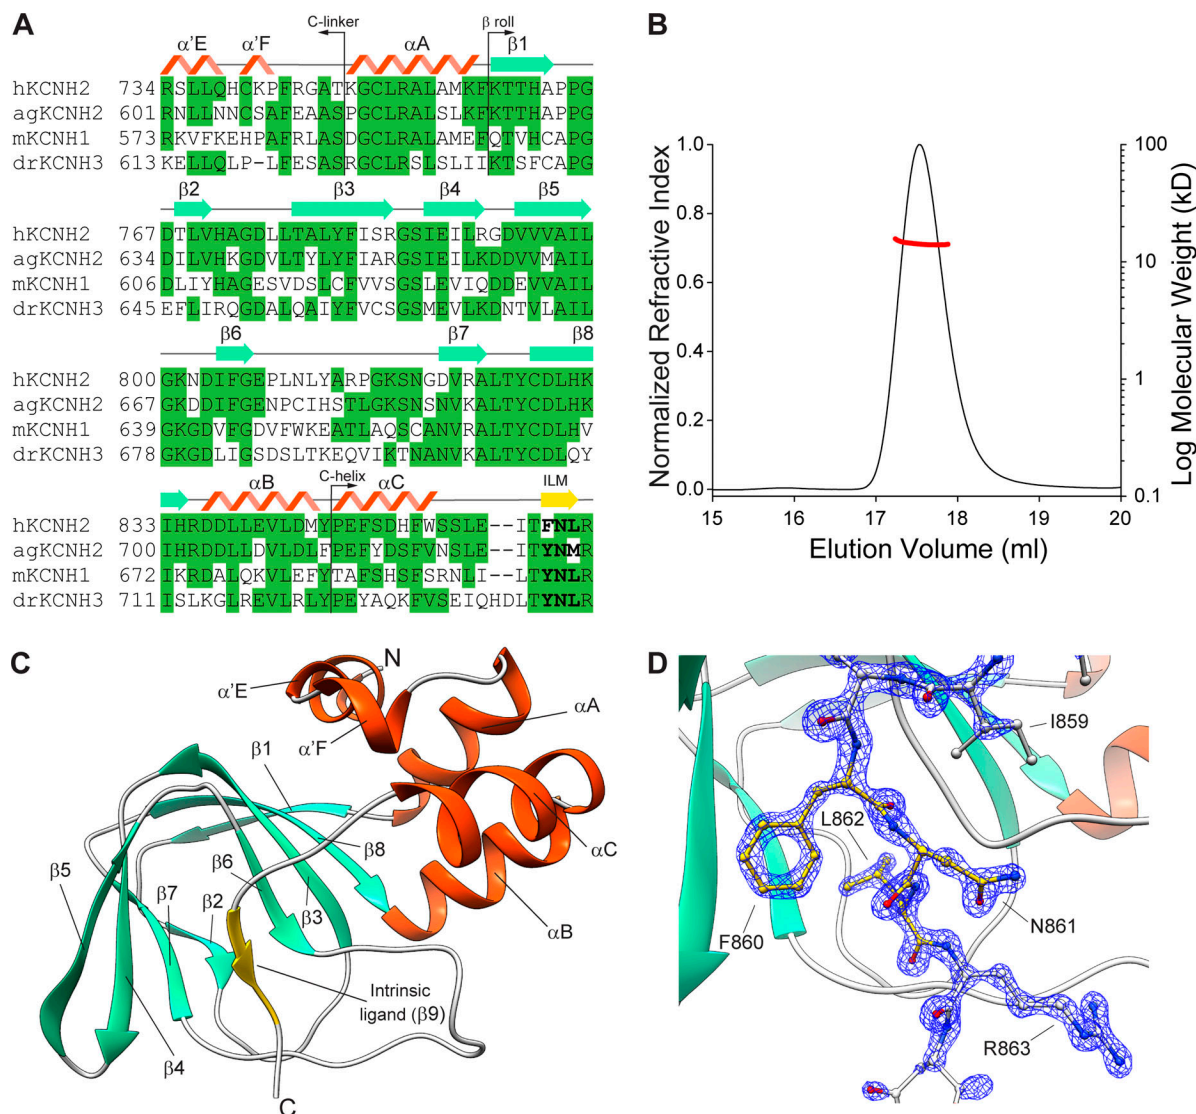 A
C-linker β roll
α'E α'F αA β1
hKCNH2 734 RSLLQHCKPFRGATKGCLRALAMKFKTTHAPPG
agKCNH2 601 RNLLNNCSAFEAASPGCLRALSLKFKTTHAPPG
mKCNH1 573 RKVFKEHPAFRLASDGCLRALAMEFQTVHCAPG
drKCNH3 613 KELLQLP-LFESASRGCLRSLSLIIKTSFCAPG
β2 β3 β4 β5
hKCNH2 767 DTLVHAGDLLTALYFISRGSIEILRGDVVVAIL
agKCNH2 634 DILVHKGDVLTYLYFIARGSIEILKDDVVMAIL
mKCNH1 606 DLIYHAGESVDSLCFVVSGSLEVIQDDEVVAIL
drKCNH3 645 EFLIRQGDALQAIYFVCSGSMEVLKDNTVLAIL
β6 β7 β8
hKCNH2 800 GKNDIFGEPLNLYARPGKSNGDVRALTYCDLHK
agKCNH2 667 GKDDIFGENPCIHSTLGKSNSNVKALTYCDLHK
mKCNH1 639 GKGDVFGDVFWKEATLAQSCANVRALTYCDLHV
drKCNH3 678 GKGDLIGSDSLTKEQVIKTNANVKALTYCDLQY
αB C-helix αC ILM
hKCNH2 833 IHRDDLLEVLDMYPEFSDHFWSSLE--ITFNLR
agKCNH2 700 IHRDDLLDVLDLFPEFYDSFVNSLE--ITYNMR
mKCNH1 672 IKRDALQKVLEFYTAFSHSFSRNLI--LTYNLR
drKCNH3 711 ISLKGLREVLRLYPEYAQKFVSEIQHDLTYNLR
B
Normalized Refractive Index
1.0
0.8
0.6
0.4
0.2
0.0
15 16 17 18 19 20
Elution Volume (ml)
100
10
1
0.1
Log Molecular Weight (kD)
C
N
α'E
α'F
αA
β1
β8
αC
β5
β6
β7
β2
β3
αB
Intrinsic
ligand (β9)
β4
C
D
I859
L862
F860
N861
R863